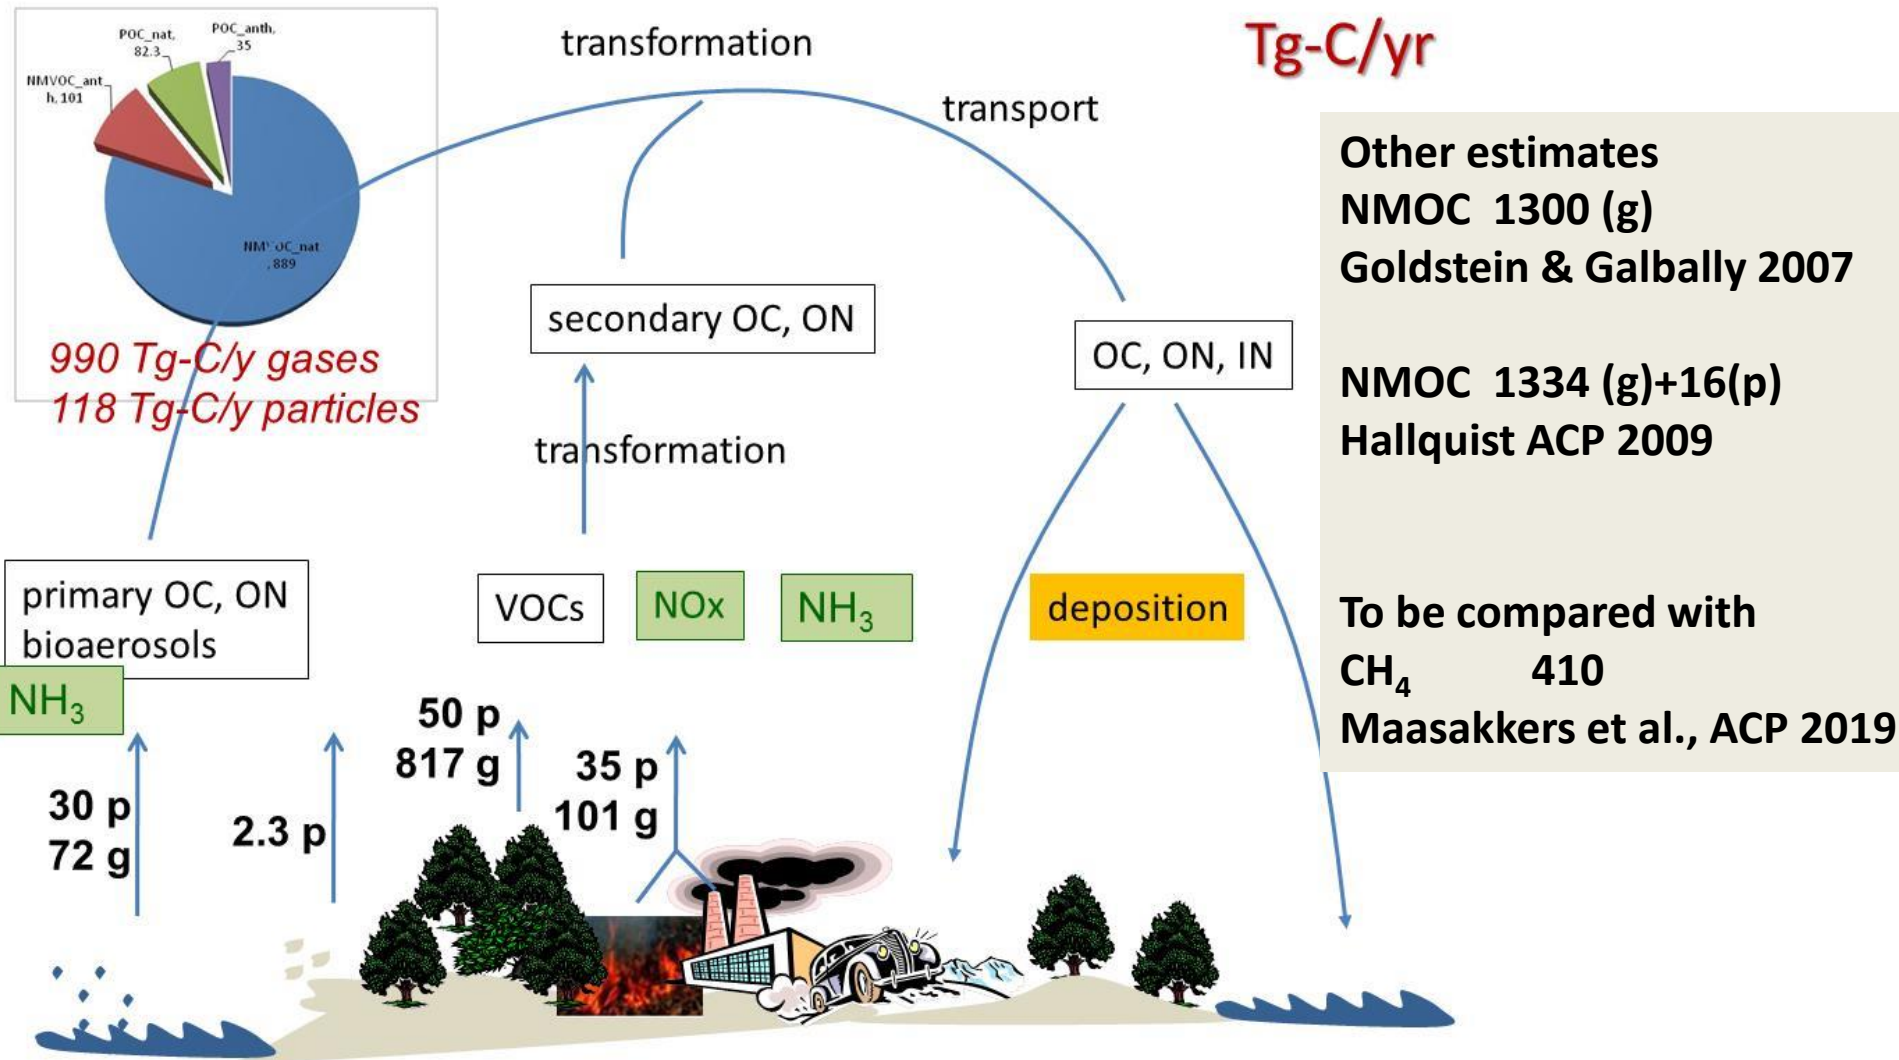 POC_nat,
82.3
POC_anth,
35
NMVOC_ant
h, 101
NMVOC_nat
,889
990 Tg-C/y gases
118 Tg-C/y particles
transformation
transport
Tg-C/yr
Other estimates
NMOC 1300 (g)
Goldstein & Galbally 2007
NMOC 1334 (g)+16(p)
Hallquist ACP 2009
To be compared with
CH₄ 410
Maasakkers et al., ACP 2019
secondary OC, ON
OC, ON, IN
transformation
primary OC, ON
bioaerosols
NH₃
VOCs
NOx
NH₃
deposition
30 p
72 g
2.3 p
50 p
817 g
35 p
101 g